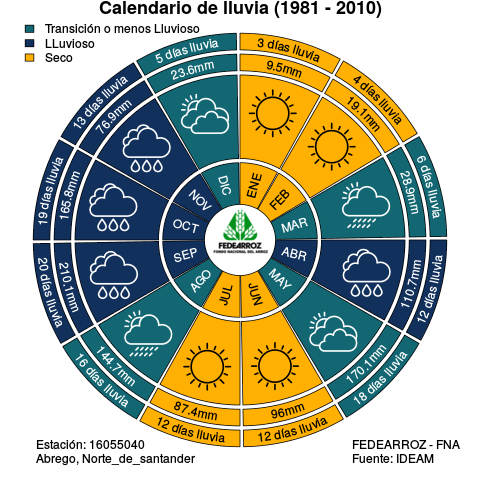 Calendario de lluvia (1981 - 2010)
Transición o menos Lluvioso
LLuvioso
Seco
3 días lluvia
9.5mm
ENE
4 días lluvia
19.1mm
FEB
6 días lluvia
28.9mm
MAR
12 días lluvia
110.7mm
ABR
18 días lluvia
170.1mm
MAY
12 días lluvia
96mm
JUN
12 días lluvia
87.4mm
JUL
16 días lluvia
144.7mm
AGO
20 días lluvia
210.1mm
SEP
19 días lluvia
165.8mm
OCT
13 días lluvia
76.9mm
NOV
5 días lluvia
23.6mm
DIC
FEDEARROZ
FONDO NACIONAL DEL ARROZ
Estación: 16055040
Abrego, Norte_de_santander
FEDEARROZ - FNA
Fuente: IDEAM